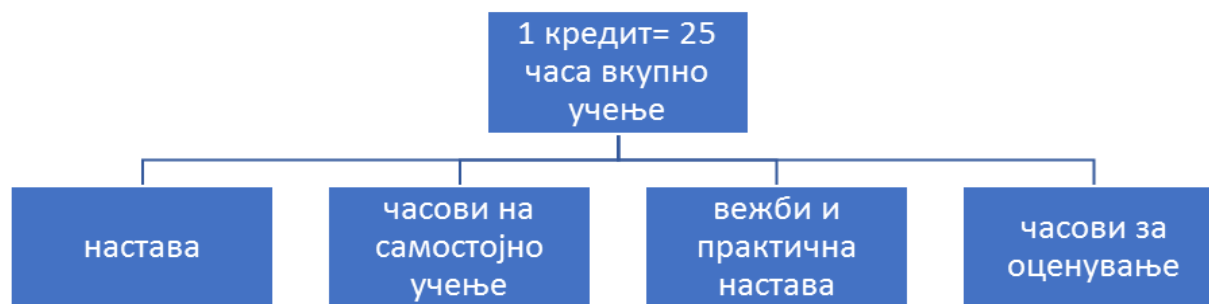 1 кредит= 25
часа вкупно
учење
настава
часови на
самостојно
учење
вежби и
практична
настава
часови за
оценување